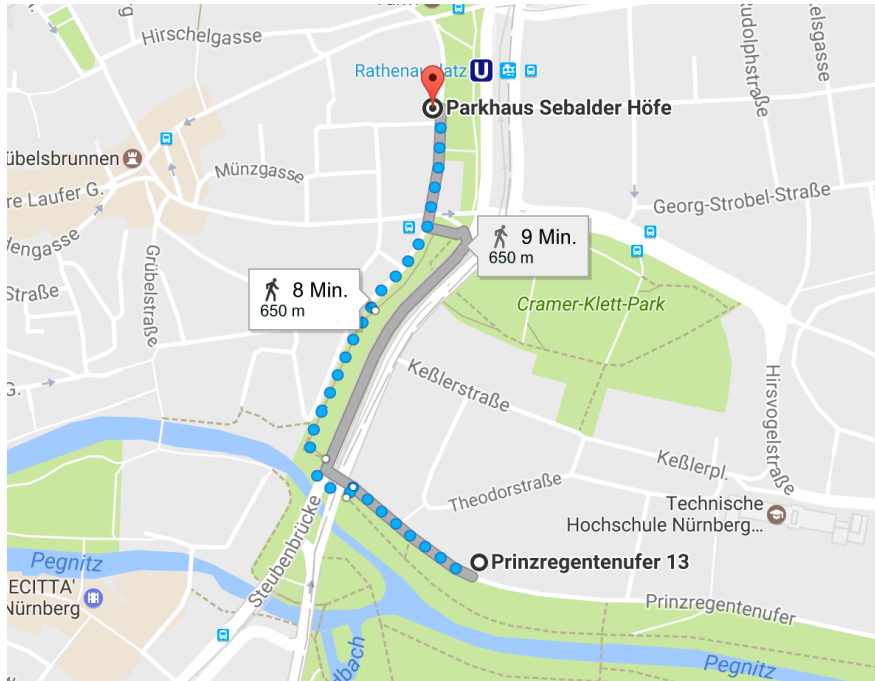 Hirschelgasse
Rudolphstraße
Rathenauplatz
U
Parkhaus Sebalder Höfe
übelsbrunnen
Münzgasse
re Laufer G.
Georg-Strobel-Straße
dengasse
Grübelstraße
9 Min.
650 m
8 Min.
650 m
Straße
Cramer-Klett-Park
Keßlerstraße
Hirsvogelstraße
G.
Keßlerpl.
Theodorstraße
Technische
Hochschule Nürnberg...
Steubenbrücke
Pegnitz
Prinzregentenufer 13
ECITTA'
Nürnberg
Prinzregentenufer
Pegnitz